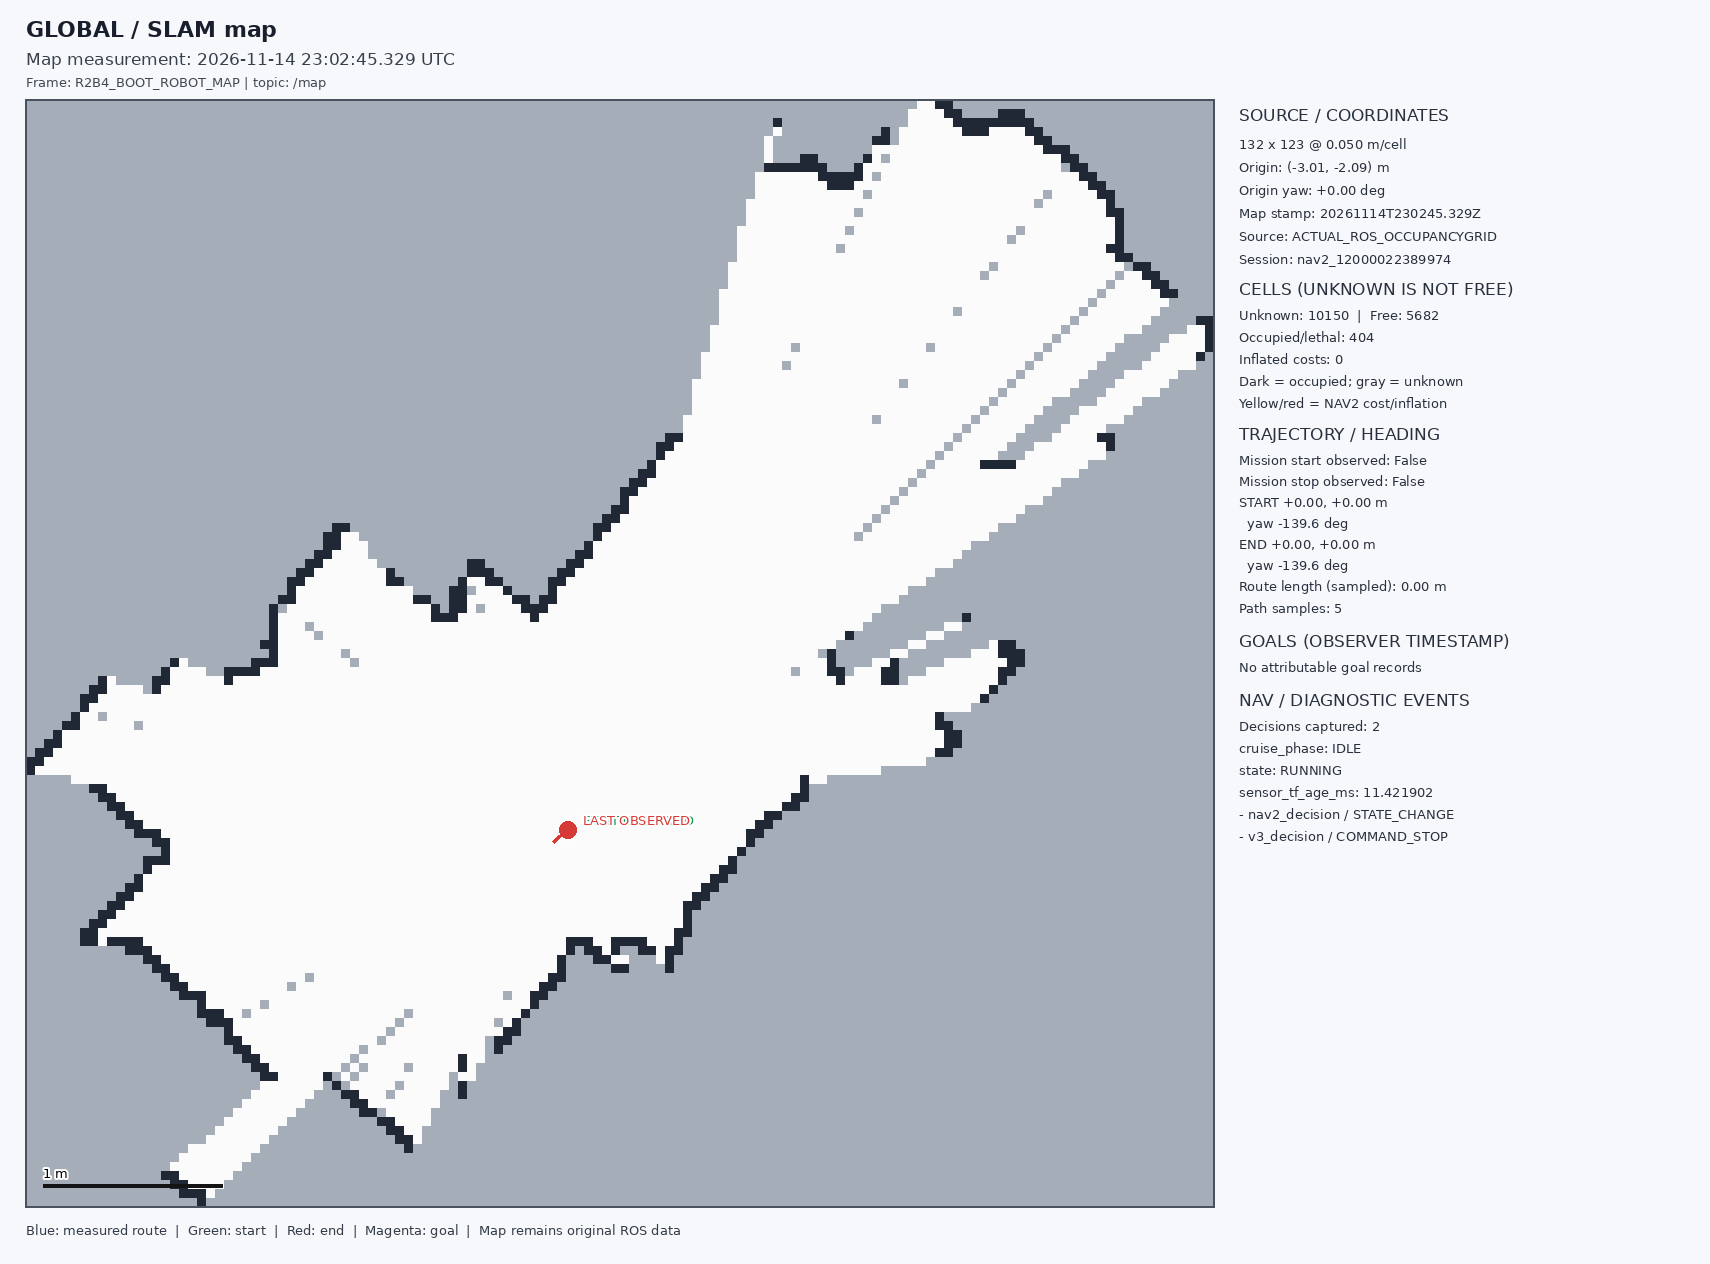 GLOBAL / SLAM map
Map measurement: 2026-11-14 23:02:45.329 UTC
Frame: R2B4_BOOT_ROBOT_MAP | topic: /map
SOURCE / COORDINATES
132 x 123 @ 0.050 m/cell
Origin: (-3.01, -2.09) m
Origin yaw: +0.00 deg
Map stamp: 20261114T230245.329Z
Source: ACTUAL_ROS_OCCUPANCYGRID
Session: nav2_12000022389974
CELLS (UNKNOWN IS NOT FREE)
Unknown: 10150 | Free: 5682
Occupied/lethal: 404
Inflated costs: 0
Dark = occupied; gray = unknown
Yellow/red = NAV2 cost/inflation
TRAJECTORY / HEADING
Mission start observed: False
Mission stop observed: False
START +0.00, +0.00 m
yaw -139.6 deg
END +0.00, +0.00 m
yaw -139.6 deg
Route length (sampled): 0.00 m
Path samples: 5
GOALS (OBSERVER TIMESTAMP)
No attributable goal records
NAV / DIAGNOSTIC EVENTS
Decisions captured: 2
cruise_phase: IDLE
state: RUNNING
sensor_tf_age_ms: 11.421902
- nav2_decision / STATE_CHANGE
- v3_decision / COMMAND_STOP
LAST OBSERVED
1 m
Blue: measured route | Green: start | Red: end | Magenta: goal | Map remains original ROS data